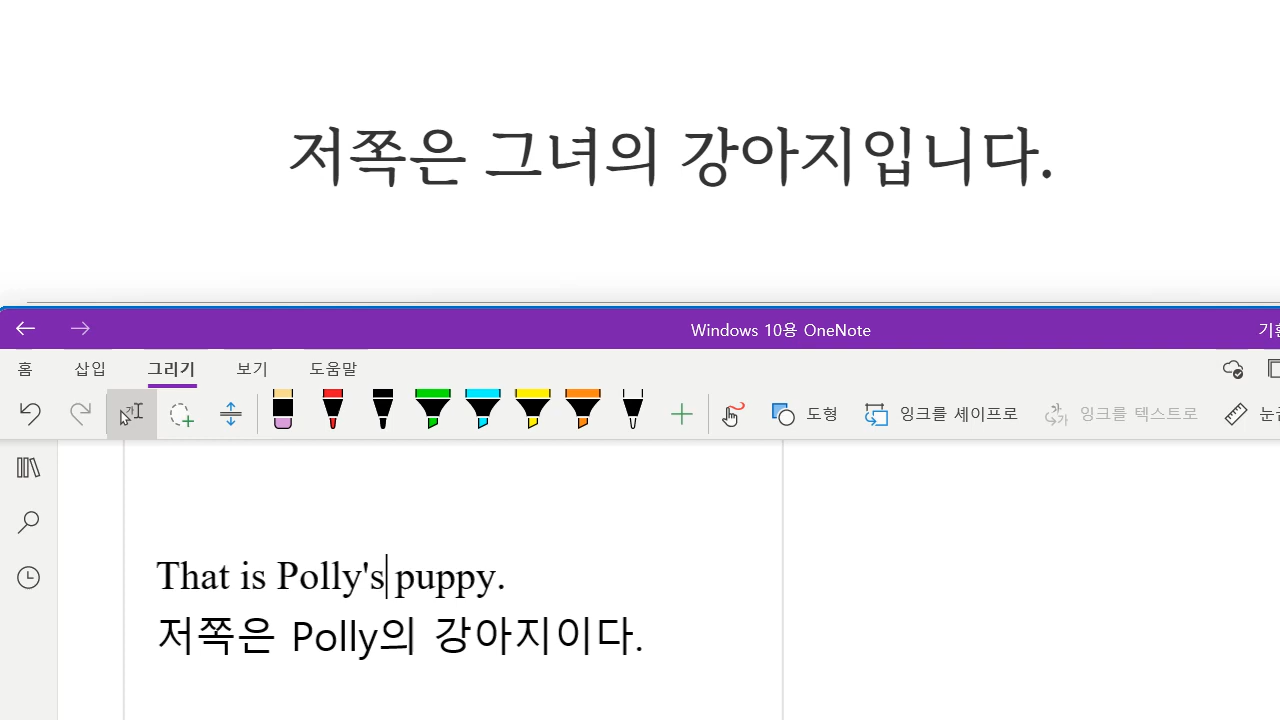 저쪽은 그녀의 강아지입니다.
Windows 10용 OneNote
홈 삽입 그리기 보기 도움말
도형 잉크를 셰이프로 잉크를 텍스트로
That is Polly's puppy.
저쪽은 Polly의 강아지이다.